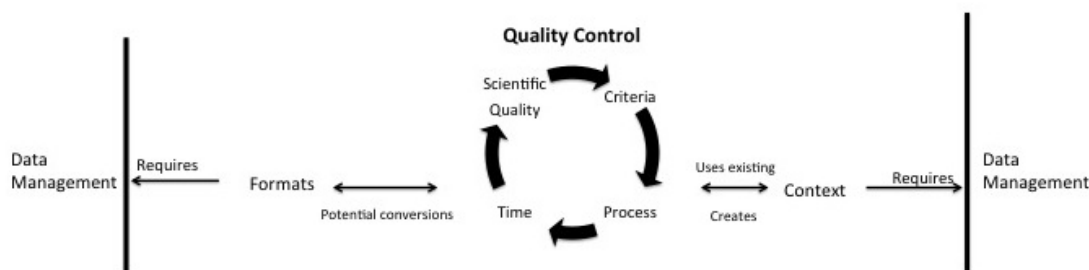 Quality Control
Scientific
Quality
Criteria
Data
Management
Requires
Formats
Potential conversions
Time
Process
Uses existing
Creates
Context
Requires
Data
Management